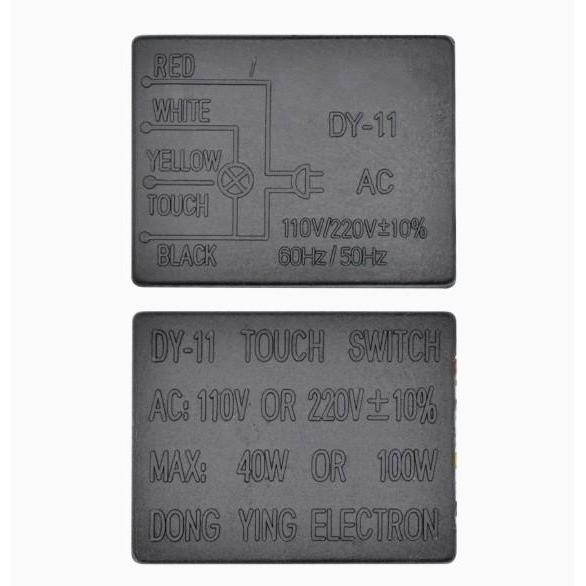 RED
WHITE
DY-11
YELLOW
AC
TOUCH
110V/220V±10%
BLACK
60Hz/50Hz
DY-11 TOUCH SWITCH
AC: 110V OR 220V±10%
MAX: 40W OR 100W
DONG YING ELECTRON